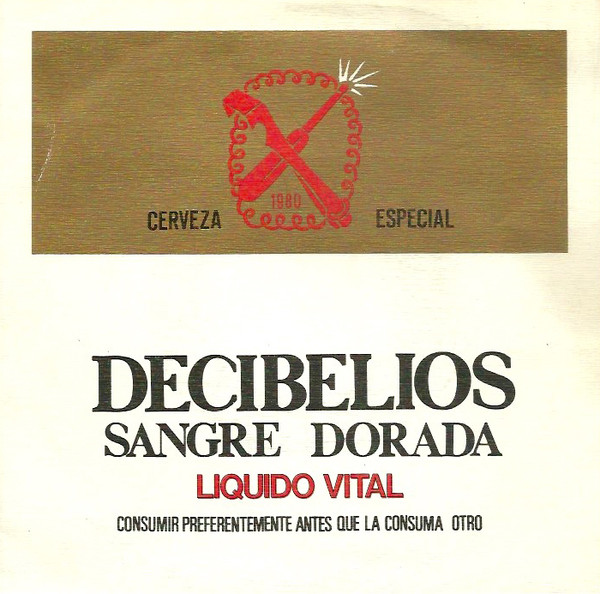 1980
CERVEZA ESPECIAL
DECIBELIOS
SANGRE DORADA
LIQUIDO VITAL
CONSUMIR PREFERENTEMENTE ANTES QUE LA CONSUMA OTRO